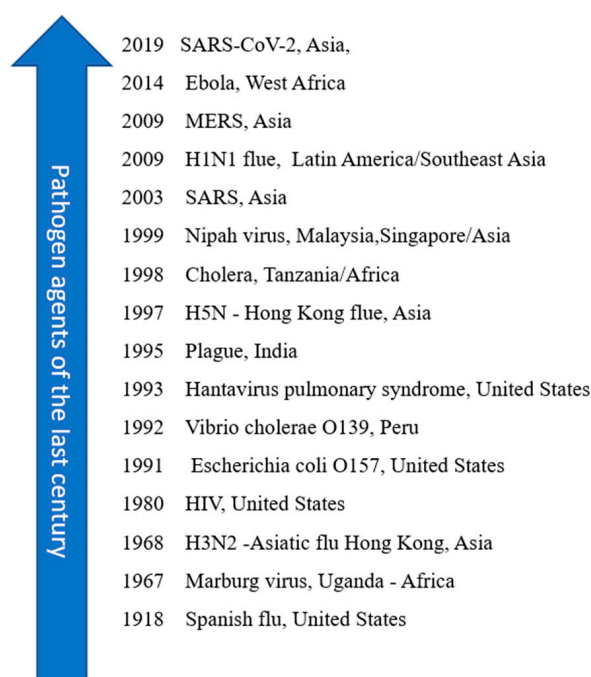 2019 SARS-CoV-2, Asia,
2014 Ebola, West Africa
2009 MERS, Asia
2009 H1N1 flue, Latin America/Southeast Asia
2003 SARS, Asia
1999 Nipah virus, Malaysia,Singapore/Asia
1998 Cholera, Tanzania/Africa
1997 H5N - Hong Kong flue, Asia
1995 Plague, India
1993 Hantavirus pulmonary syndrome, United States
1992 Vibrio cholerae O139, Peru
1991 Escherichia coli O157, United States
1980 HIV, United States
1968 H3N2 -Asiatic flu Hong Kong, Asia
1967 Marburg virus, Uganda - Africa
1918 Spanish flu, United States
Pathogen agents of the last century